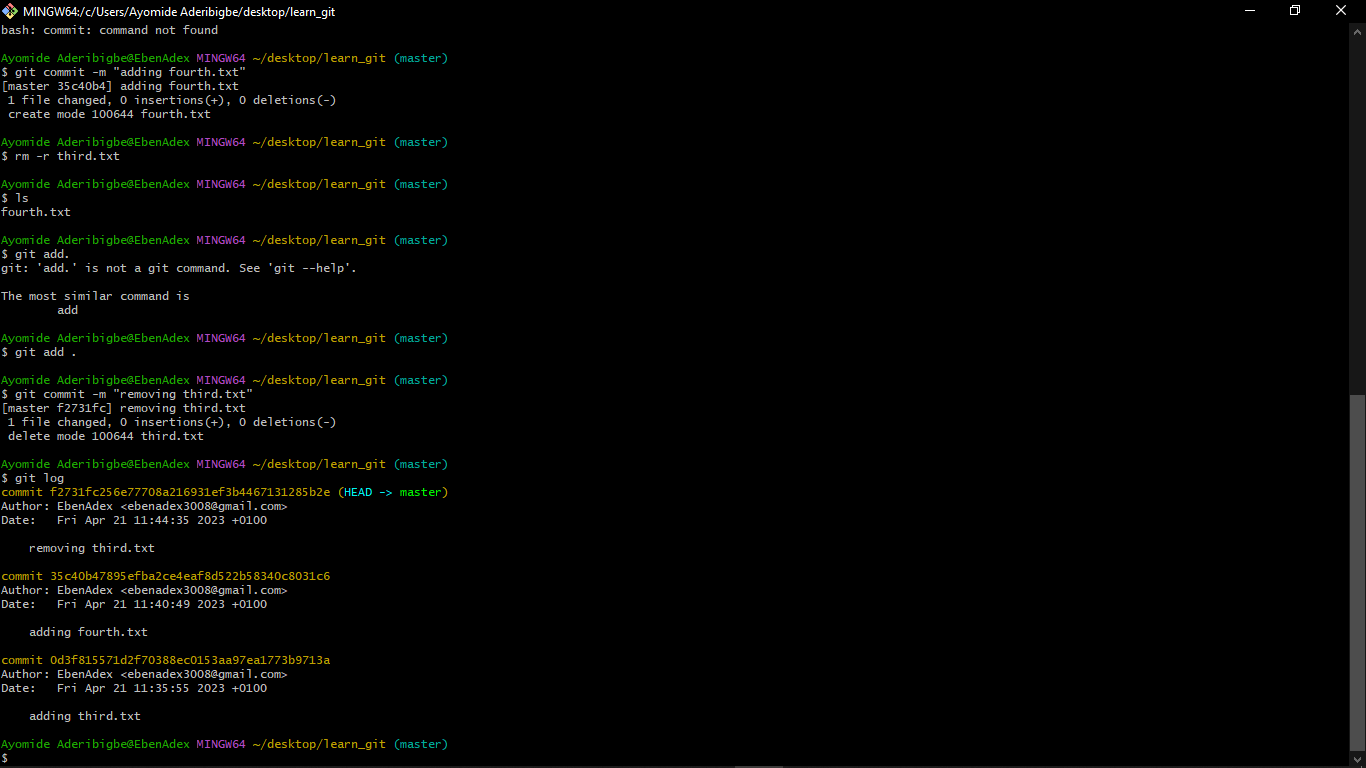 MINGW64:/c/Users/Ayomide Aderibigbe/desktop/learn_git
bash: commit: command not found
Ayomide Aderibigbe@EbenAdex MINGW64 ~/desktop/learn_git (master)
$ git commit -m "adding fourth.txt"
[master 35c40b4] adding fourth.txt
 1 file changed, 0 insertions(+), 0 deletions(-)
 create mode 100644 fourth.txt
Ayomide Aderibigbe@EbenAdex MINGW64 ~/desktop/learn_git (master)
$ rm -r third.txt
Ayomide Aderibigbe@EbenAdex MINGW64 ~/desktop/learn_git (master)
$ ls
fourth.txt
Ayomide Aderibigbe@EbenAdex MINGW64 ~/desktop/learn_git (master)
$ git add.
git: 'add.' is not a git command. See 'git --help'.
The most similar command is
        add
Ayomide Aderibigbe@EbenAdex MINGW64 ~/desktop/learn_git (master)
$ git add .
Ayomide Aderibigbe@EbenAdex MINGW64 ~/desktop/learn_git (master)
$ git commit -m "removing third.txt"
[master f2731fc] removing third.txt
 1 file changed, 0 insertions(+), 0 deletions(-)
 delete mode 100644 third.txt
Ayomide Aderibigbe@EbenAdex MINGW64 ~/desktop/learn_git (master)
$ git log
commit f2731fc256e77708a216931ef3b4467131285b2e (HEAD -> master)
Author: EbenAdex <ebenadex3008@gmail.com>
Date:   Fri Apr 21 11:44:35 2023 +0100
    removing third.txt
commit 35c40b47895efba2ce4eaf8d522b58340c8031c6
Author: EbenAdex <ebenadex3008@gmail.com>
Date:   Fri Apr 21 11:40:49 2023 +0100
    adding fourth.txt
commit 0d3f815571d2f70388ec0153aa97ea1773b9713a
Author: EbenAdex <ebenadex3008@gmail.com>
Date:   Fri Apr 21 11:35:55 2023 +0100
    adding third.txt
Ayomide Aderibigbe@EbenAdex MINGW64 ~/desktop/learn_git (master)
$